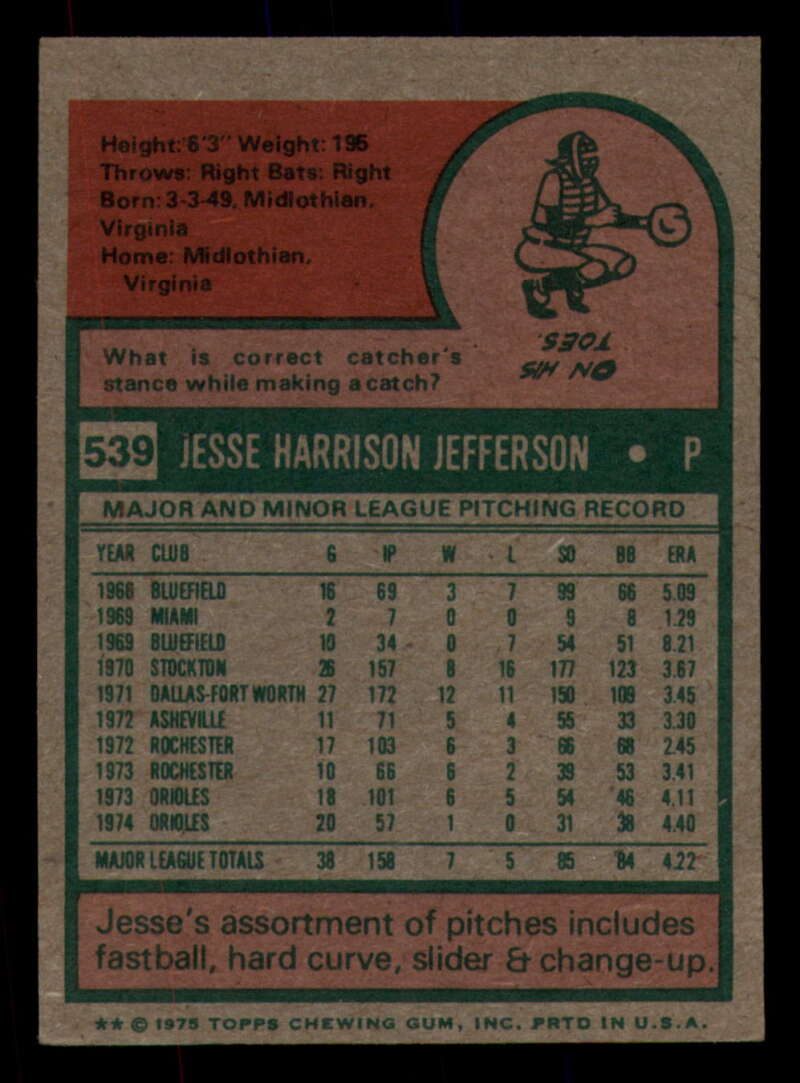 Height: 6'3" Weight: 195
Throws: Right Bats: Right
Born: 3-3-49, Midlothian,
Virginia
Home: Midlothian,
Virginia
What is correct catcher's
stance while making a catch?
ON HIS
TOES.
539 JESSE HARRISON JEFFERSON • P
MAJOR AND MINOR LEAGUE PITCHING RECORD
YEAR CLUB G IP W L SO BB ERA
1968 BLUEFIELD 16 69 3 7 99 66 5.09
1969 MIAMI 2 7 0 0 9 8 1.29
1969 BLUEFIELD 10 34 0 7 54 51 8.21
1970 STOCKTON 26 157 8 16 177 123 3.67
1971 DALLAS-FORT WORTH 27 172 12 11 150 109 3.45
1972 ASHEVILLE 11 71 5 4 55 33 3.30
1972 ROCHESTER 17 103 6 3 66 68 2.45
1973 ROCHESTER 10 66 6 2 39 53 3.41
1973 ORIOLES 18 101 6 5 54 46 4.11
1974 ORIOLES 20 57 1 0 31 38 4.40
MAJOR LEAGUE TOTALS 38 158 7 5 85 84 4.22
Jesse's assortment of pitches includes
fastball, hard curve, slider & change-up.
** © 1975 TOPPS CHEWING GUM, INC. PRTD IN U.S.A.